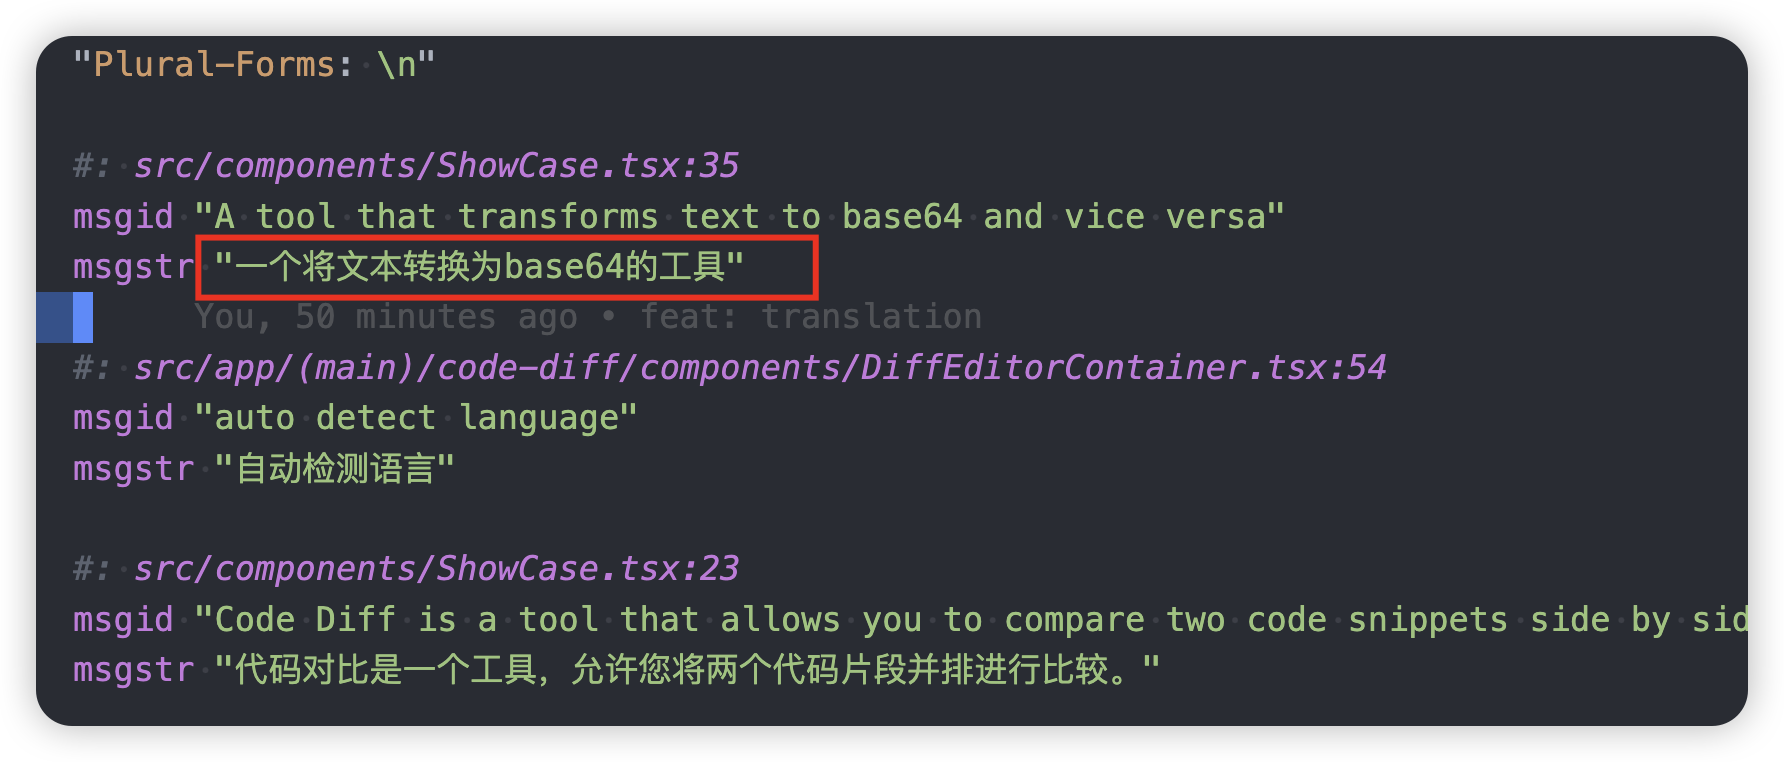 "Plural-Forms: \n"
#: src/components/ShowCase.tsx:35
msgid "A tool that transforms text to base64 and vice versa"
msgstr "一个将文本转换为base64的工具"
You, 50 minutes ago • feat: translation
#: src/app/(main)/code-diff/components/DiffEditorContainer.tsx:54
msgid "auto detect language"
msgstr "自动检测语言"
#: src/components/ShowCase.tsx:23
msgid "Code Diff is a tool that allows you to compare two code snippets side by sid
msgstr "代码对比是一个工具，允许您将两个代码片段并排进行比较。"